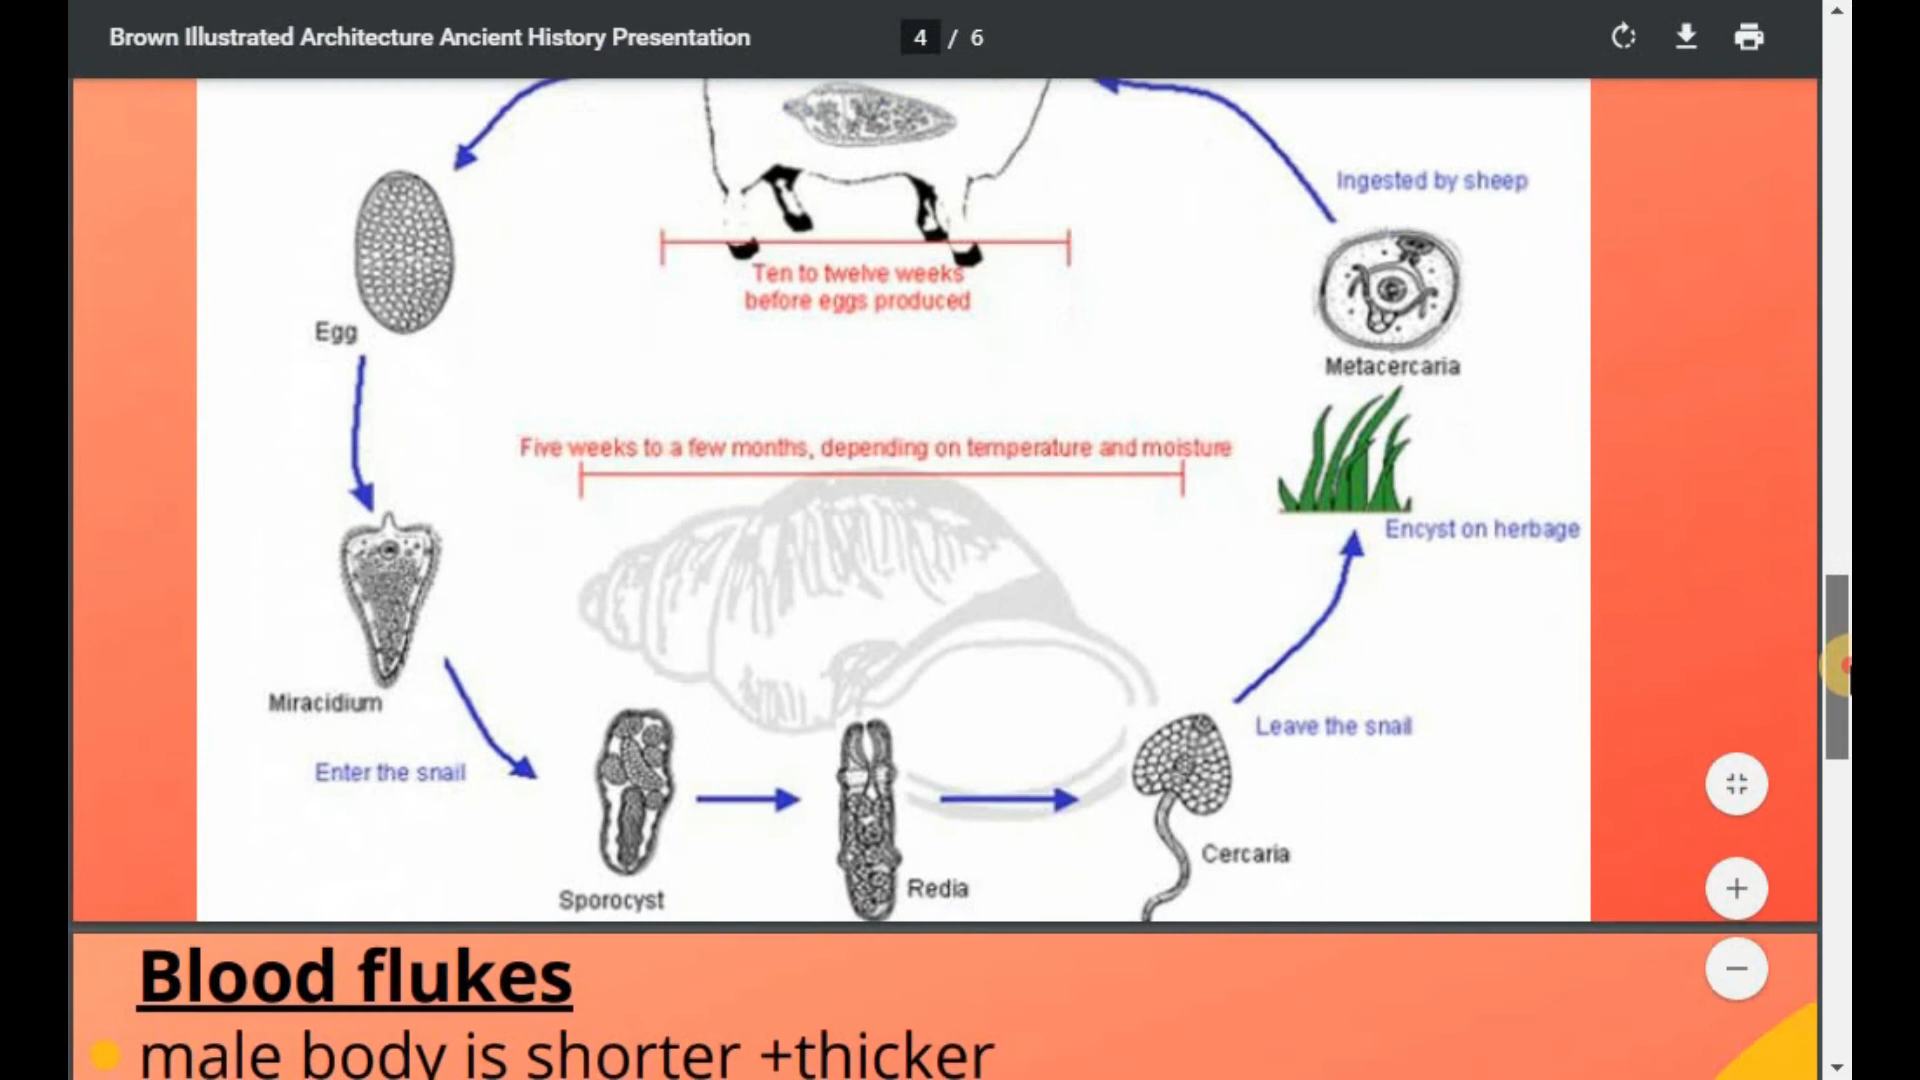 Brown Illustrated Architecture Ancient History Presentation
4 / 6
Ingested by sheep
Ten to twelve weeks
before eggs produced
Egg
Metacercaria
Five weeks to a few months, depending on temperature and moisture
Encyst on herbage
Miracidium
Leave the snail
Enter the snail
Cercaria
Redia
Sporocyst
Blood flukes
male body is shorter +thicker